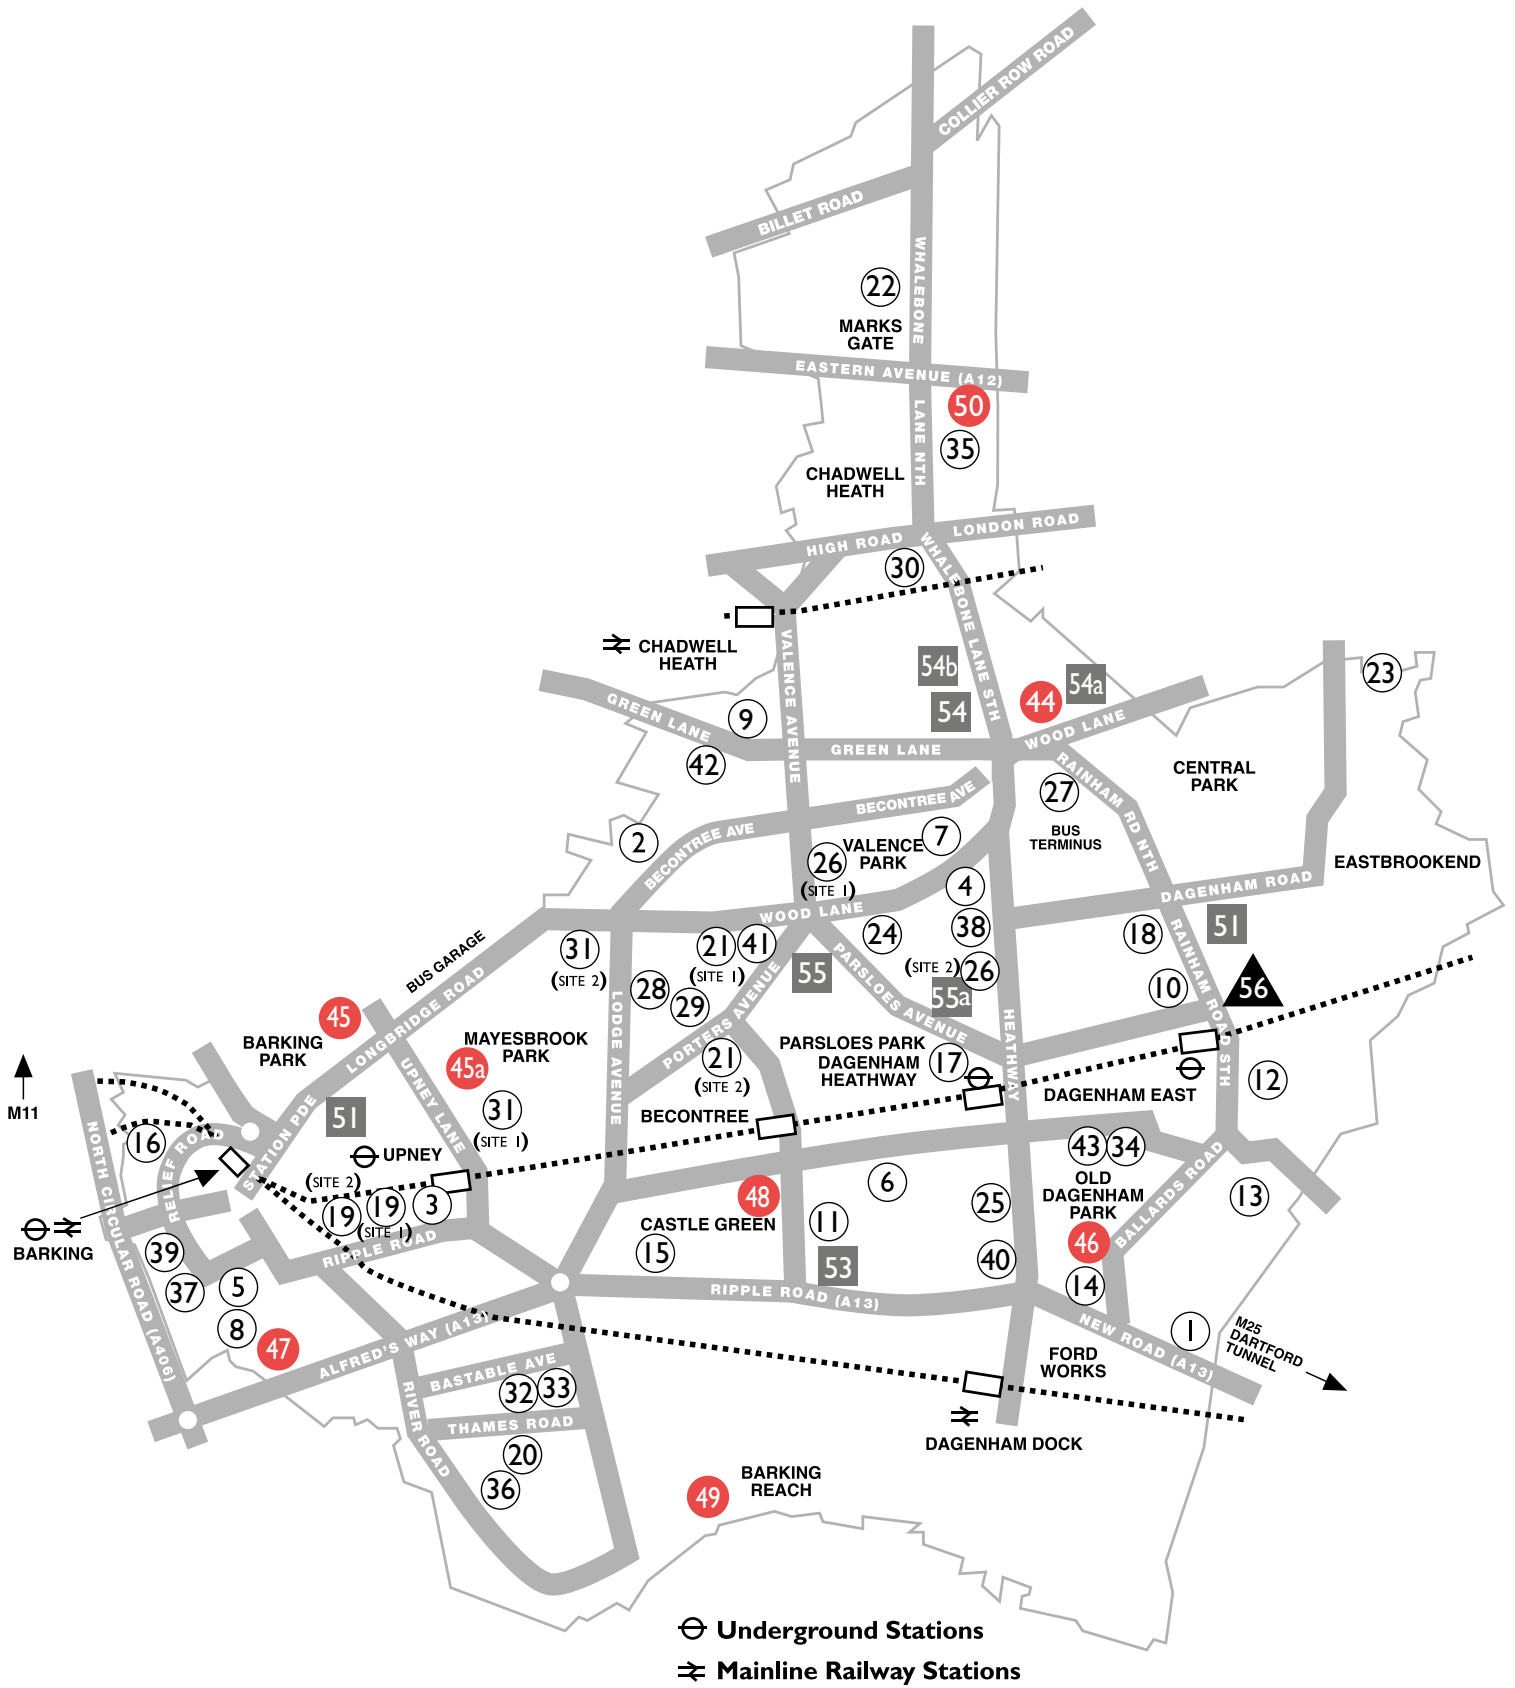 COLLIER ROW ROAD
BILLET ROAD
WHALEBONE
22
MARKS
GATE
EASTERN AVENUE (A12)
50
LANE NTH
35
CHADWELL
HEATH
HIGH ROAD
LONDON ROAD
30
WHALEBONE LANE STH
CHADWELL
HEATH
VALENCE AVENUE
54b
54a
23
44
54
GREEN LANE
9
GREEN LANE
WOOD LANE
42
CENTRAL
PARK
RAINHAM RD NTH
27
BECONTREE AVE
BECONTREE AVE
BUS
TERMINUS
2
VALENCE
PARK
7
26
(SITE 1)
EASTBROOKEND
4
DAGENHAM ROAD
WOOD LANE
38
24
18
51
BUS GARAGE
31
(SITE 2)
21
(SITE 1)
41
(SITE 2)
26
55
PARSLOES AVENUE
55a
28
29
10
56
RAINHAM ROAD STH
LONGBRIDGE ROAD
LODGE AVENUE
PORTERS AVENUE
45
BARKING
PARK
MAYESBROOK
PARK
45a
PARSLOES PARK
DAGENHAM
HEATHWAY
17
HEATHWAY
21
(SITE 2)
12
DAGENHAM EAST
M11
UPNEY LANE
31
(SITE 1)
BECONTREE
51
STATION PDE
16
RELIEF ROAD
NORTH CIRCULAR ROAD (A406)
UPNEY
43
34
BALLARDS ROAD
(SITE 2)
19
19
(SITE 1)
3
48
6
25
OLD
DAGENHAM
PARK
13
CASTLE GREEN
11
BARKING
RIPPLE ROAD
39
15
40
46
53
14
37
5
RIPPLE ROAD (A13)
8
47
ALFRED'S WAY (A13)
NEW ROAD (A13)
1
M25
DARTFORD
TUNNEL
FORD
WORKS
BASTABLE AVE
32
33
RIVER ROAD
THAMES ROAD
20
36
DAGENHAM DOCK
49
BARKING
REACH
Underground Stations
Mainline Railway Stations